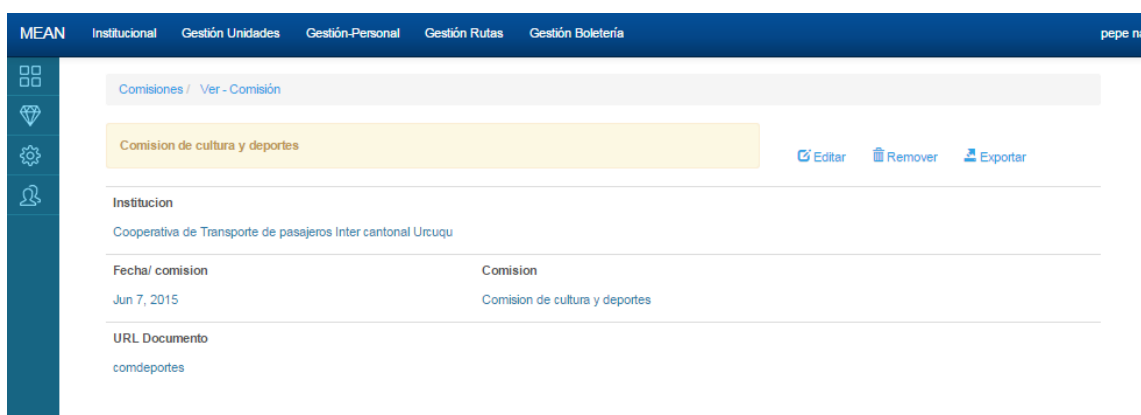 MEAN Institucional Gestión Unidades Gestión-Personal Gestión Rutas Gestión Boletería pepe
Comisiones / Ver - Comisión
Comision de cultura y deportes
Editar Remover Exportar
Institucion
Cooperativa de Transporte de pasajeros Inter cantonal Urcuqu
Fecha/ comision Comision
Jun 7, 2015 Comision de cultura y deportes
URL Documento
comdeportes